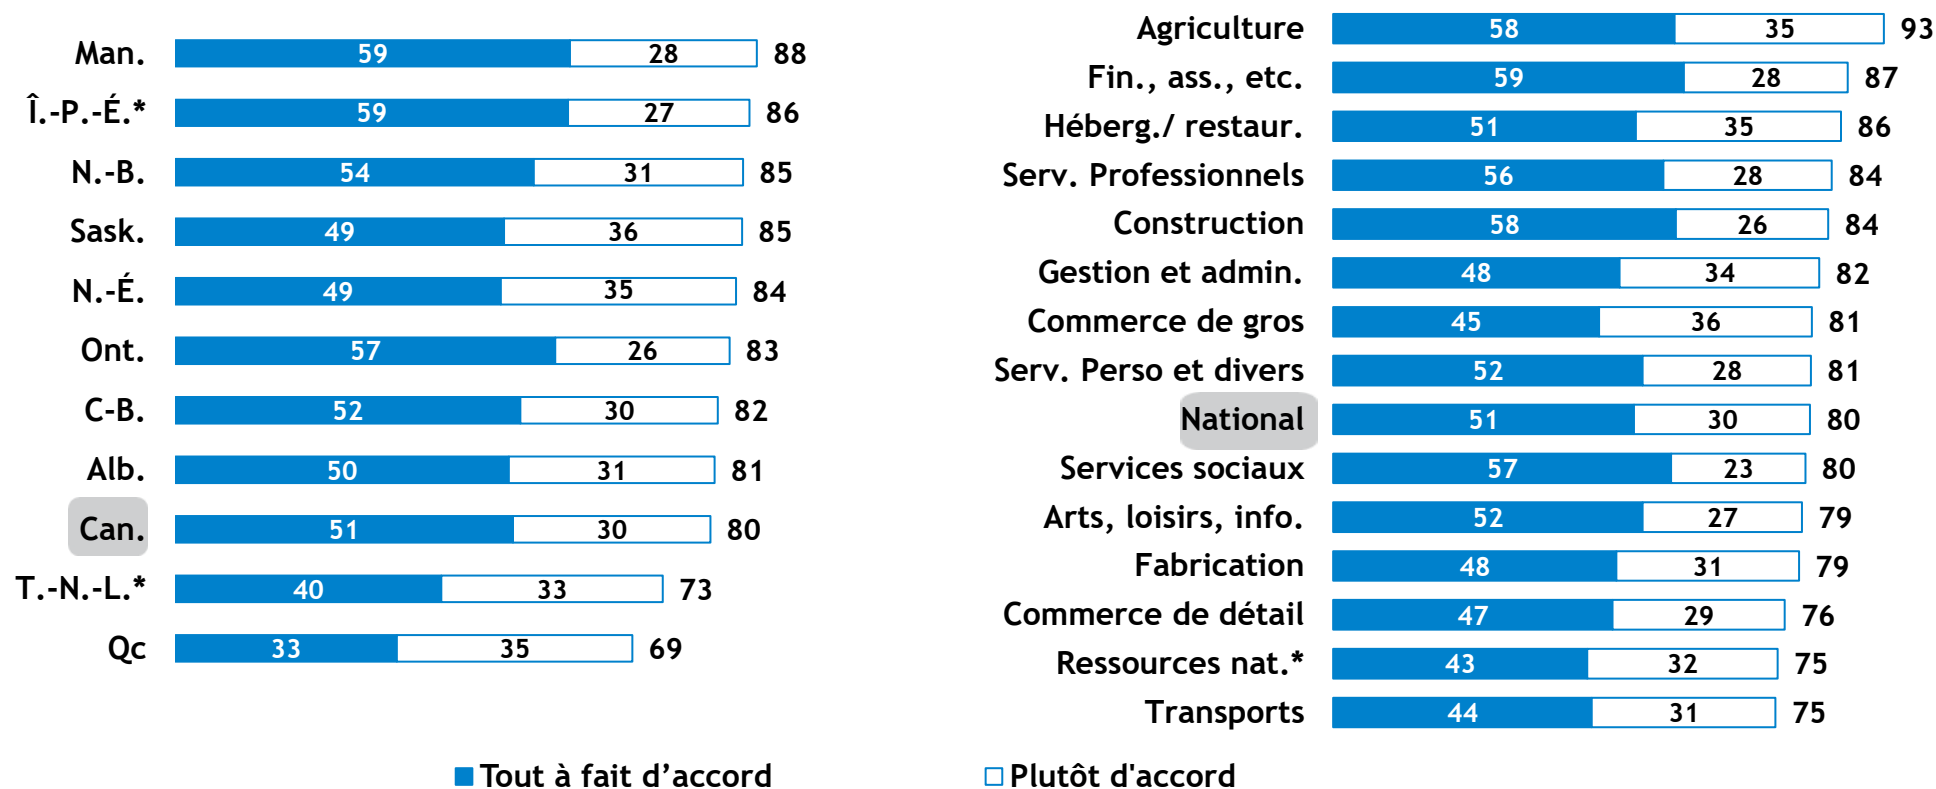 Man. 59 28 88
Î.-P.-É.* 59 27 86
N.-B. 54 31 85
Sask. 49 36 85
N.-É. 49 35 84
Ont. 57 26 83
C-B. 52 30 82
Alb. 50 31 81
Can. 51 30 80
T.-N.-L.* 40 33 73
Qc 33 35 69
Agriculture 58 35 93
Fin., ass., etc. 59 28 87
Héberg./ restaur. 51 35 86
Serv. Professionnels 56 28 84
Construction 58 26 84
Gestion et admin. 48 34 82
Commerce de gros 45 36 81
Serv. Perso et divers 52 28 81
National 51 30 80
Services sociaux 57 23 80
Arts, loisirs, info. 52 27 79
Fabrication 48 31 79
Commerce de détail 47 29 76
Ressources nat.* 43 32 75
Transports 44 31 75
Tout à fait d’accord
Plutôt d'accord